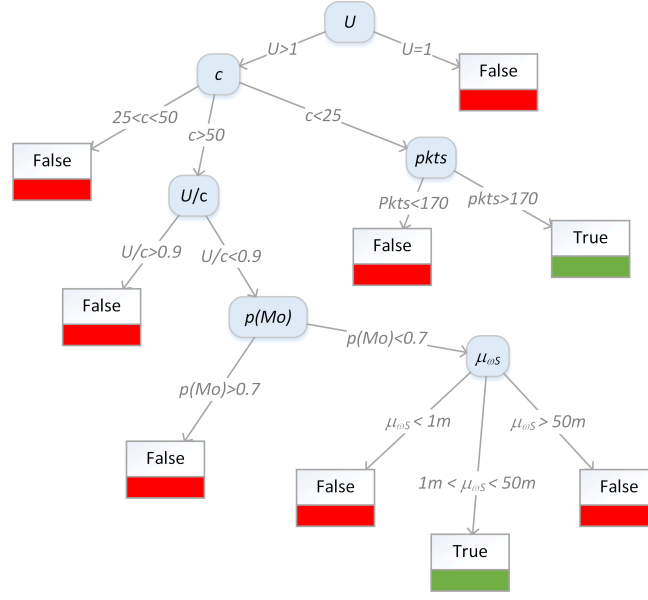 U
U>1
U=1
c
False
25<c<50
c<25
c>50
False
pkts
U/c
Pkts<170
pkts>170
False
True
U/c>0.9
U/c<0.9
False
p(Mo)
p(Mo)<0.7
μωS
p(Mo)>0.7
μωS < 1m
μωS > 50m
False
False
1m < μωS < 50m
False
True